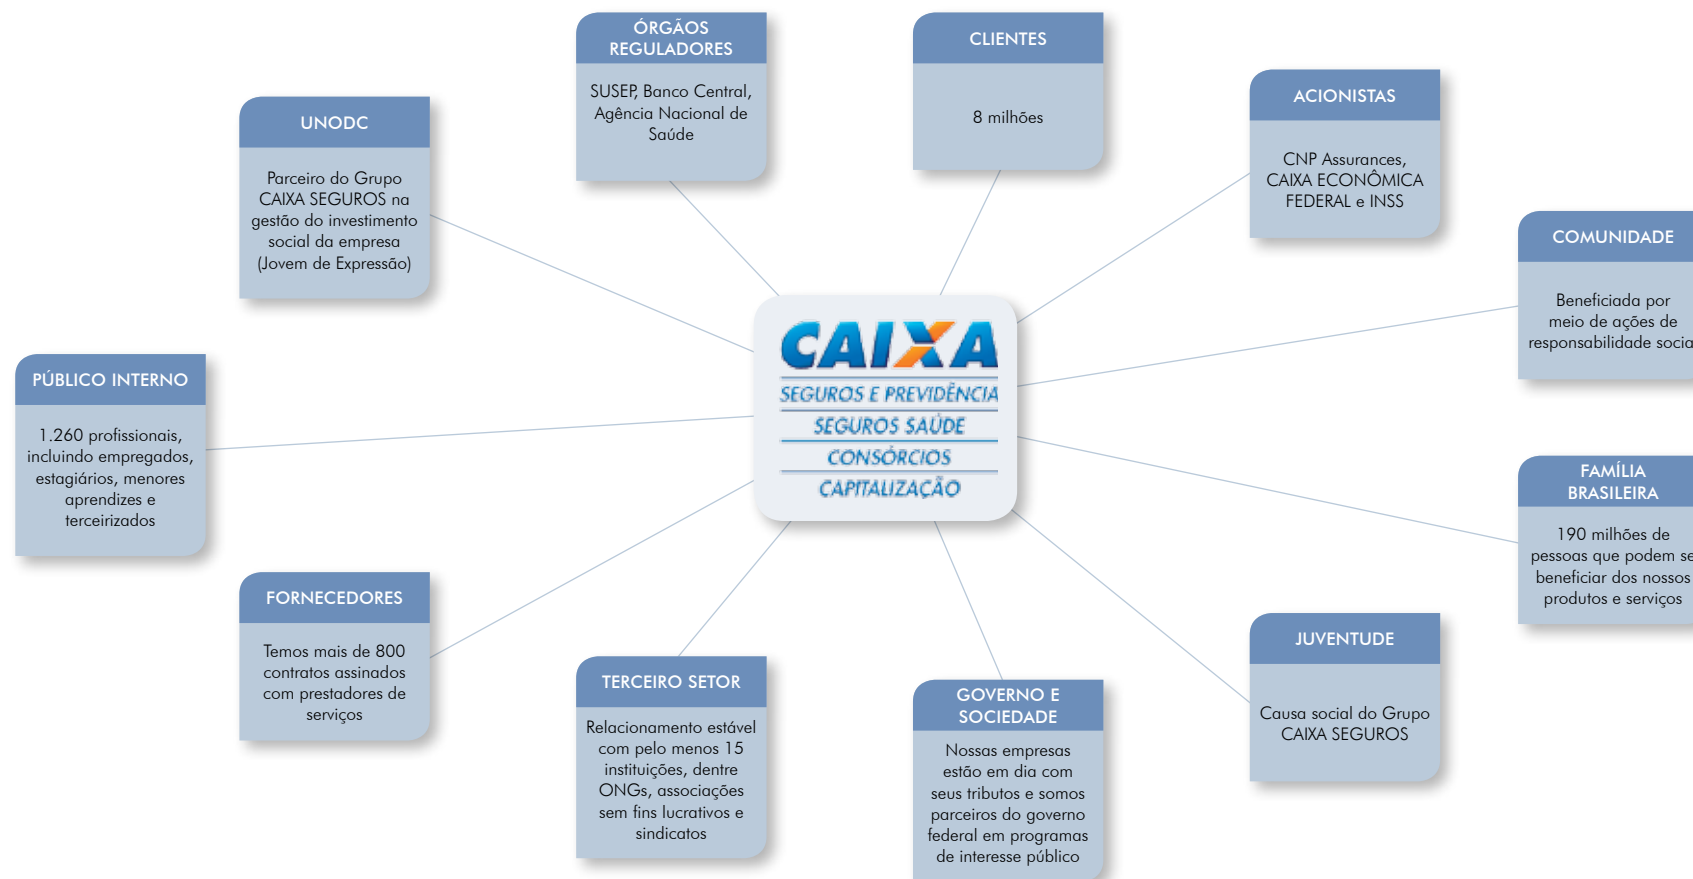 ÓRGÃOS
REGULADORES
SUSEP, Banco Central,
Agência Nacional de
Saúde
CLIENTES
8 milhões
ACIONISTAS
CNP Assurances,
CAIXA ECONÔMICA
FEDERAL e INSS
UNODC
Parceiro do Grupo
CAIXA SEGUROS na
gestão do investimento
social da empresa
(Jovem de Expressão)
COMUNIDADE
Beneficiada por
meio de ações de
responsabilidade socia
CAIXA
SEGUROS E PREVIDÊNCIA
SEGUROS SAÚDE
CONSÓRCIOS
CAPITALIZAÇÃO
PÚBLICO INTERNO
1.260 profissionais,
incluindo empregados,
estagiários, menores
aprendizes e
terceirizados
FAMÍLIA
BRASILEIRA
190 milhões de
pessoas que podem se
beneficiar dos nossos
produtos e serviços
FORNECEDORES
Temos mais de 800
contratos assinados
com prestadores de
serviços
TERCEIRO SETOR
Relacionamento estável
com pelo menos 15
instituições, dentre
ONGs, associações
sem fins lucrativos e
sindicatos
GOVERNO E
SOCIEDADE
Nossas empresas
estão em dia com
seus tributos e somos
parceiros do governo
federal em programas
de interesse público
JUVENTUDE
Causa social do Grupo
CAIXA SEGUROS